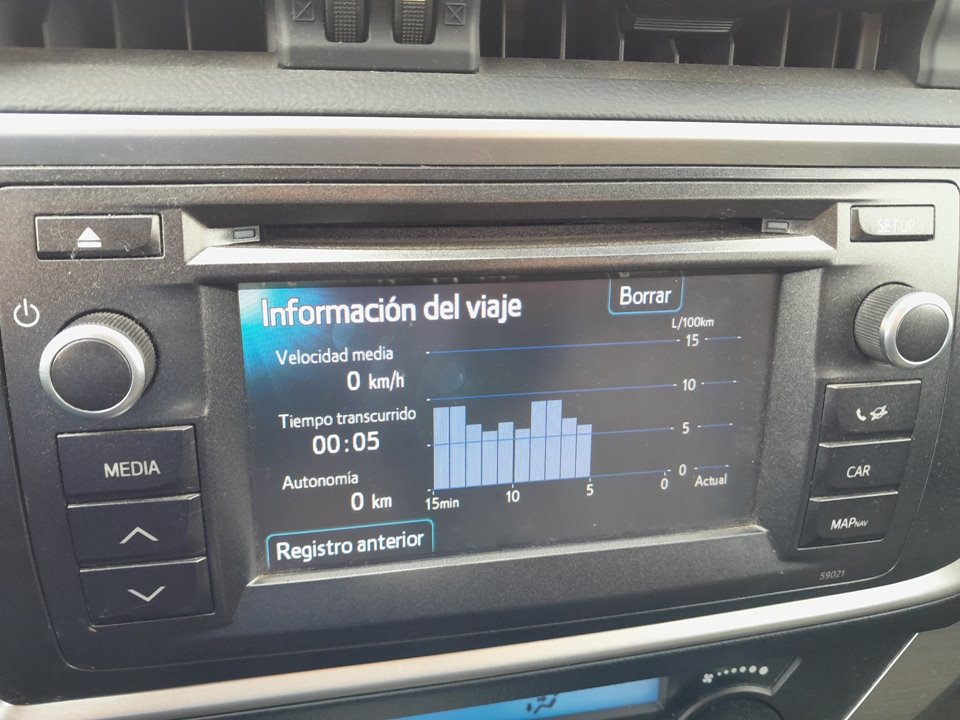 SETUP
Información del viaje
Borrar
L/100km
Velocidad media
15
0 km/h
10
Tiempo transcurrido
00:05
5
Autonomía
0 km
0 Actual
15min 10 5 0
Registro anterior
MEDIA
CAR
MAPNAV
59021